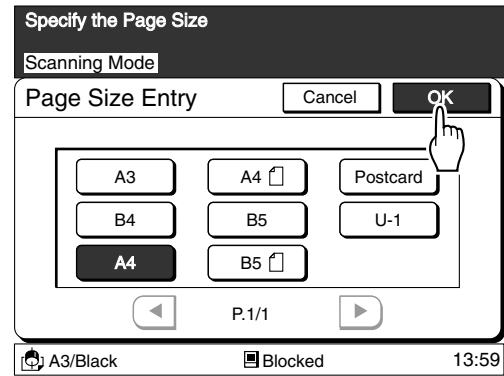 Specify the Page Size
Scanning Mode
Page Size Entry Cancel OK
A3 A4 Postcard
B4 B5 U-1
A4 B5
P.1/1
A3/Black Blocked 13:59